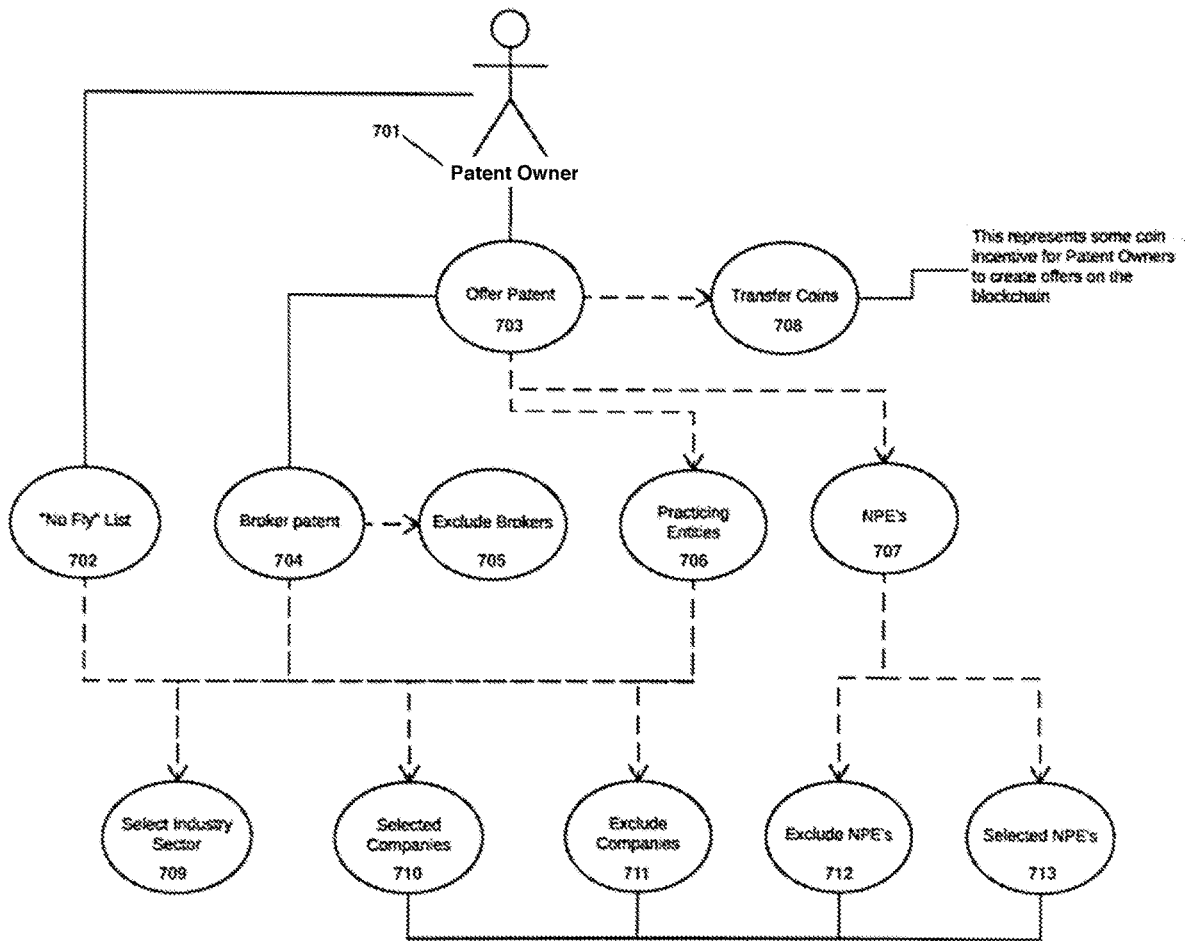 701
Patent Owner
This represents some coin
incentive for Patent Owners
to create offers on the
blockchain
Offer Patent
703
Transfer Coins
708
"No Fly" List
702
Broker patent
704
Exclude Brokers
705
Practicing
Entities
706
NPE's
707
Select Industry
Sector
709
Selected
Companies
710
Exclude
Companies
711
Exclude NPE's
712
Selected NPE's
713